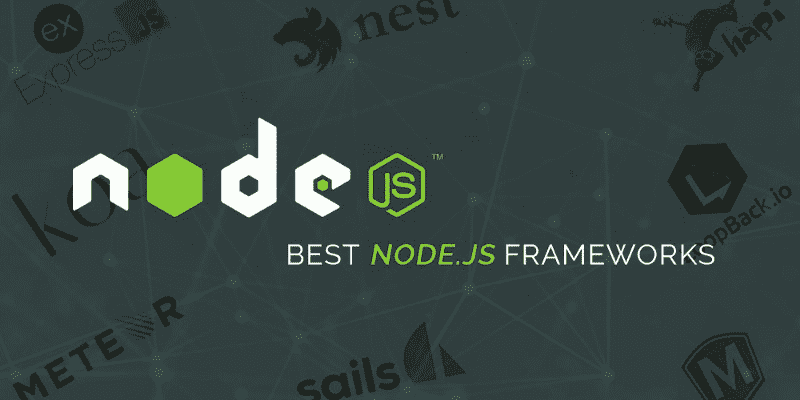 ex
JS
Express
nest
hapi
node
JS ™
koa
LoopBack.io
BEST NODE.JS FRAMEWORKS
METEOR
sails
M